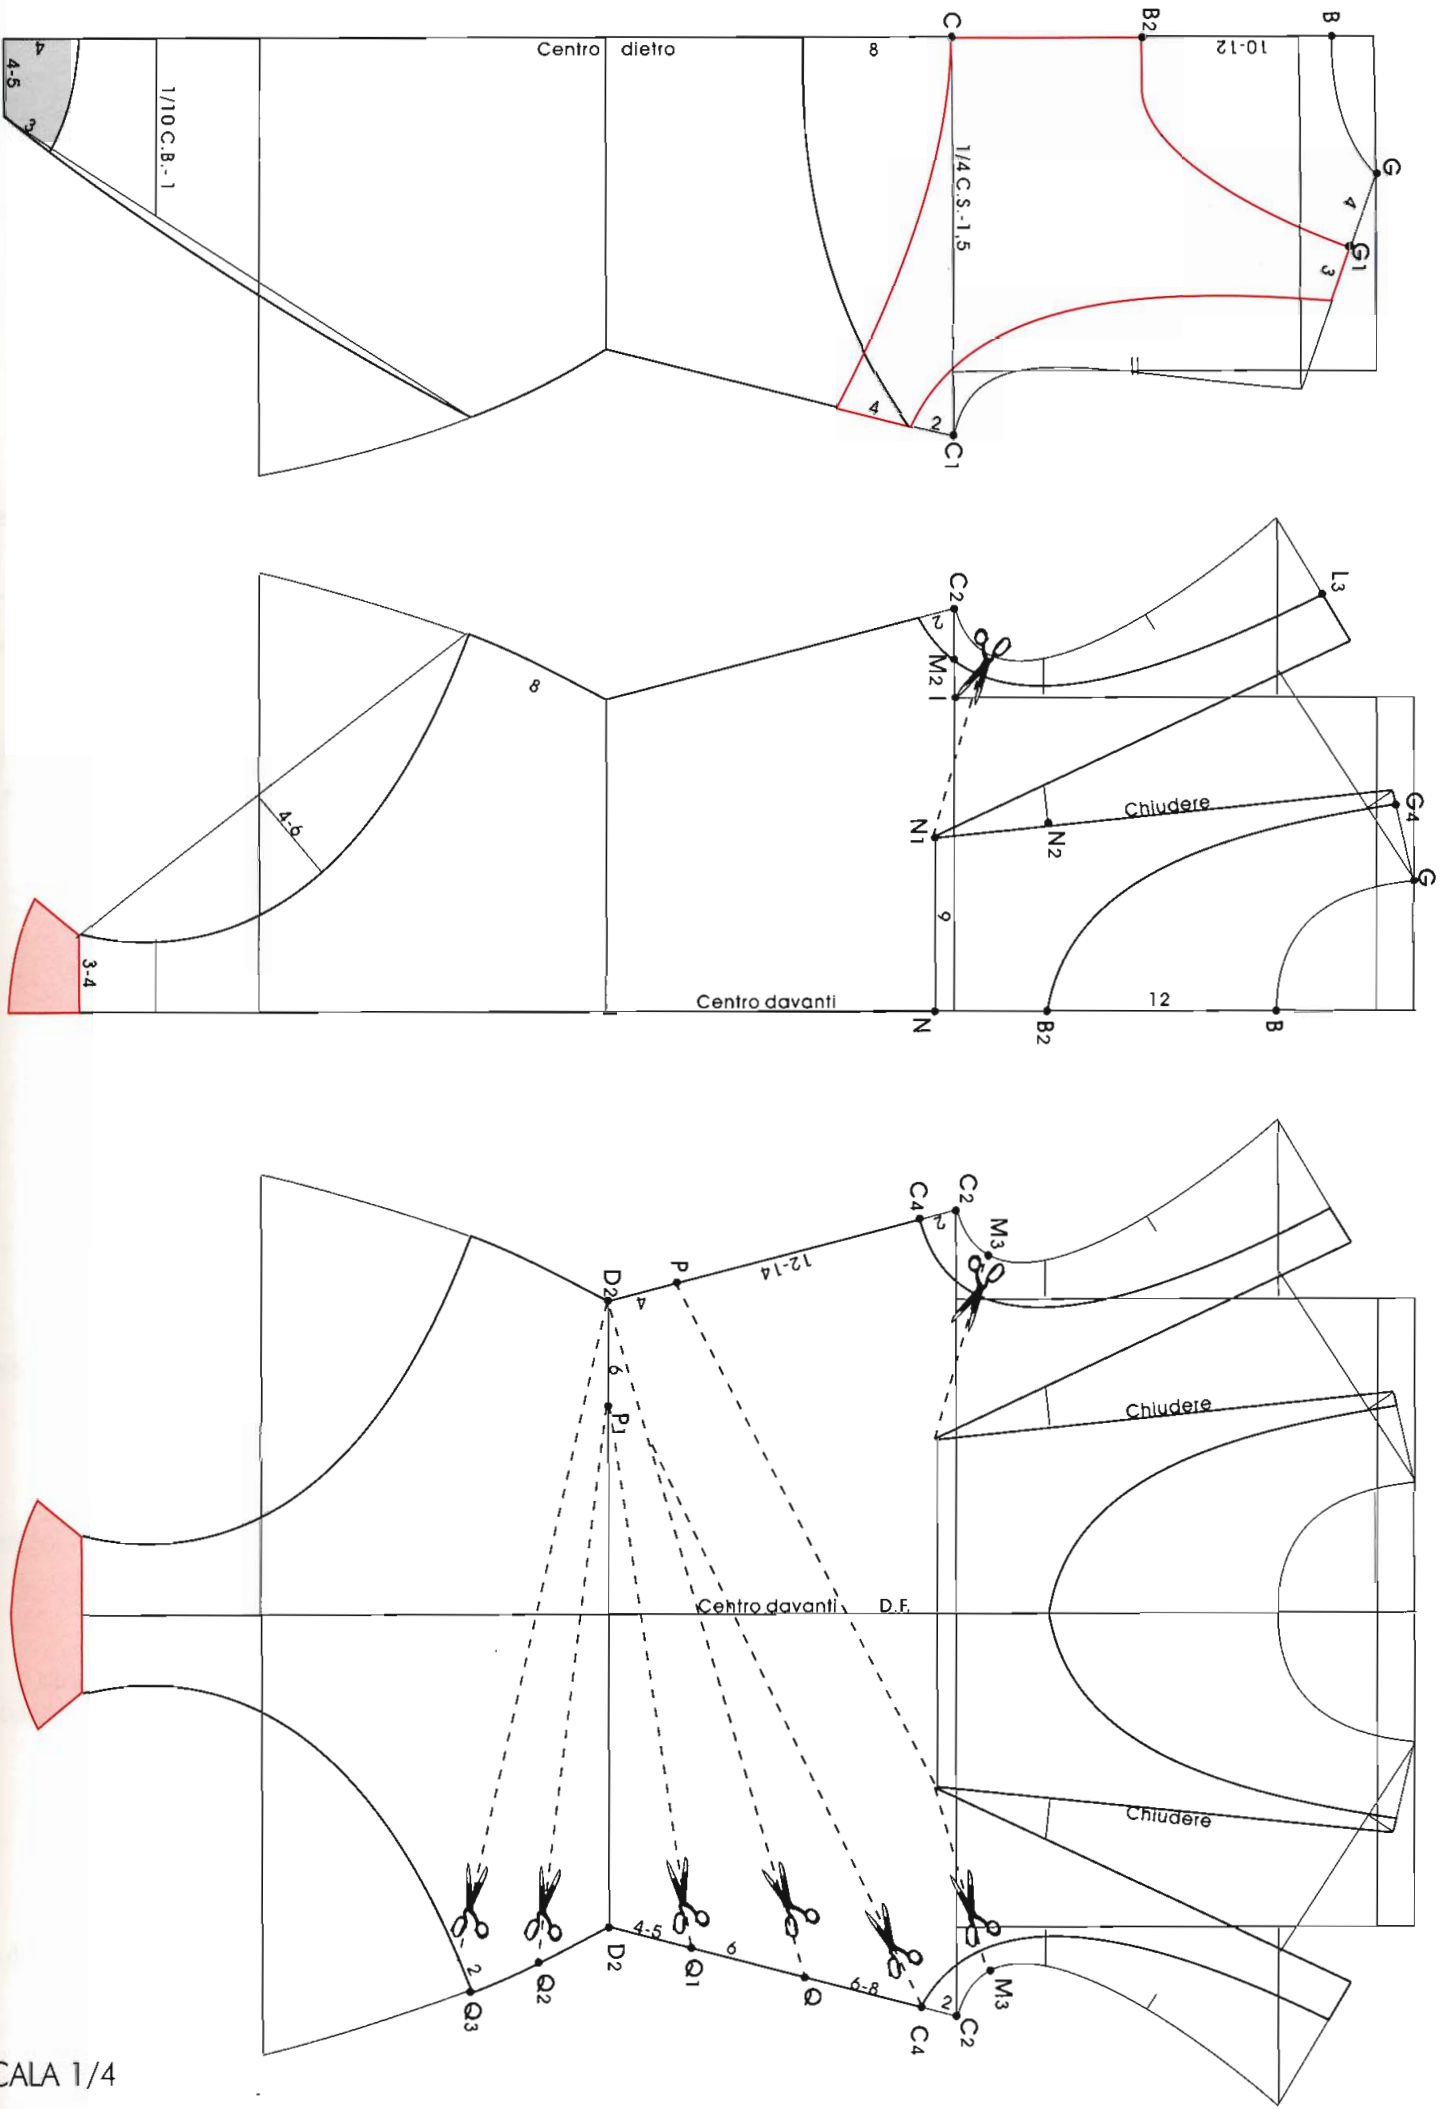 C
B2
B
Centro dietro
8
10-12
4
4-5
3
1/10 C.B.-1
1/4 C.S.-1,5
G
4
G1
3
4
2
C1
C2
2
M2
I
L3
8
4-6
N1
N2
Chiudere
G4
G
9
3-4
Centro davanti
N
B2
12
B
C4
C2
2
M3
P
12-14
D2
4
6
P1
Chiudere
Centro davanti
D.F.
Chiudere
2
Q3
Q2
D2
4-5
Q1
6
Q
6-8
C4
2
C2
M3
CALA 1/4